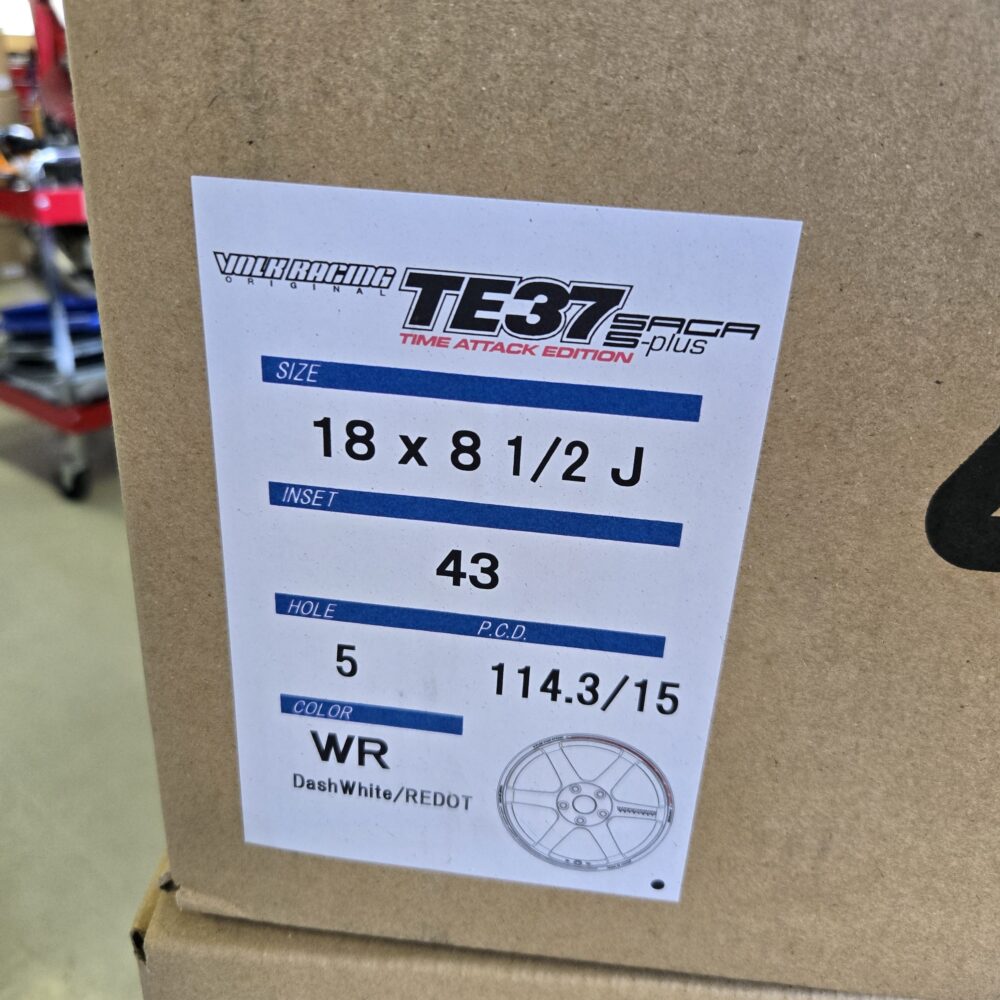 VOLK RACING
ORIGINAL
TE37 SAGA
S-plus
TIME ATTACK EDITION
SIZE
18 x 8 1/2 J
INSET
43
HOLE P.C.D.
5 114.3/15
COLOR
WR
DashWhite/REDOT